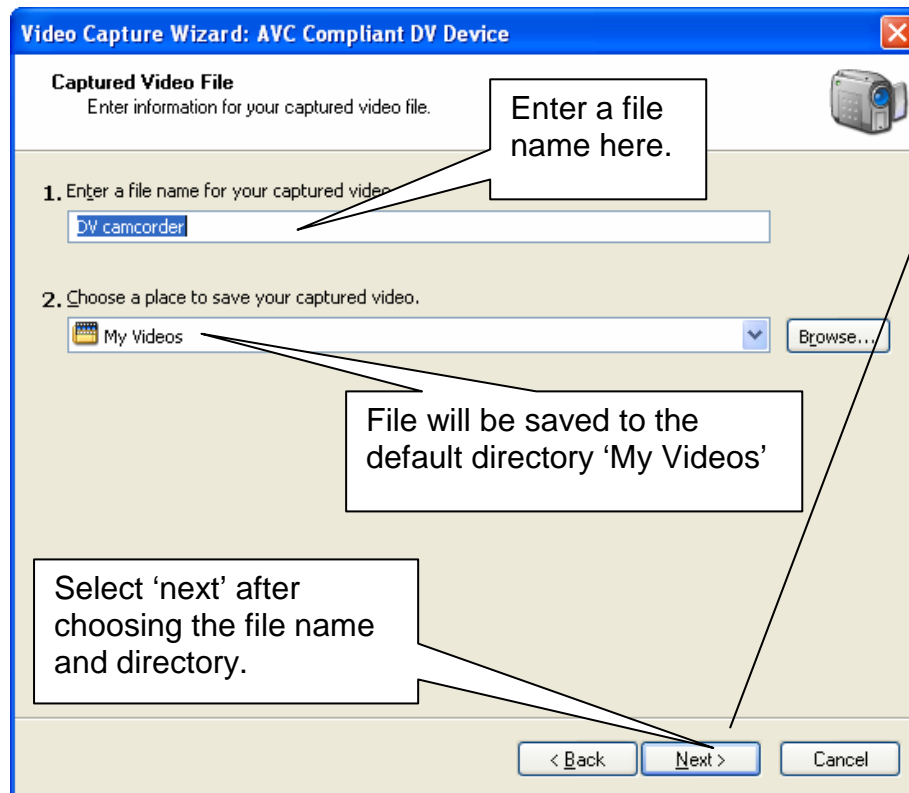 Video Capture Wizard: AVC Compliant DV Device
Captured Video File
Enter information for your captured video file.
Enter a file
name here.
1. Enter a file name for your captured video
DV camcorder
2. Choose a place to save your captured video.
My Videos
Browse...
File will be saved to the
default directory ‘My Videos’
Select ‘next’ after
choosing the file name
and directory.
< Back
Next >
Cancel